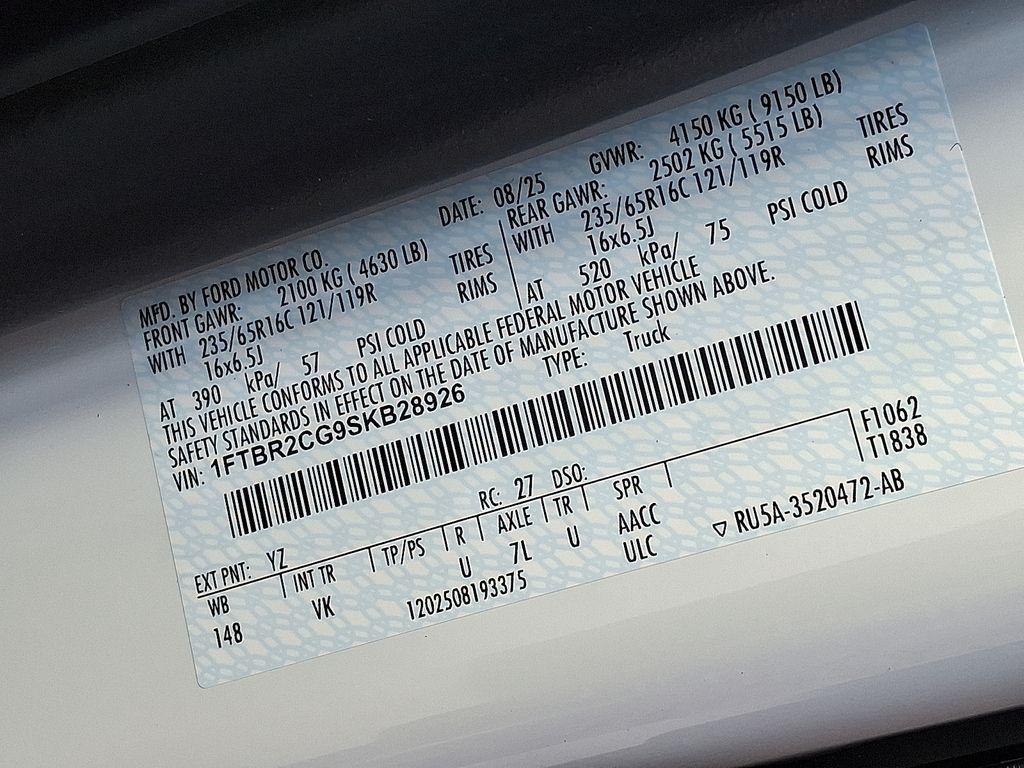 MFD. BY FORD MOTOR CO. DATE: 08/25 GVWR: 4150 KG ( 9150 LB)
FRONT GAWR: 2100 KG ( 4630 LB) REAR GAWR: 2502 KG ( 5515 LB)
WITH 235/65R16C 121/119R TIRES WITH 235/65R16C 121/119R TIRES
16x6.5J RIMS 16x6.5J RIMS
AT 390 kPa/ 57 PSI COLD AT 520 kPa/ 75 PSI COLD
THIS VEHICLE CONFORMS TO ALL APPLICABLE FEDERAL MOTOR VEHICLE
SAFETY STANDARDS IN EFFECT ON THE DATE OF MANUFACTURE SHOWN ABOVE.
VIN: 1FTBR2CG9SKB28926 TYPE: Truck
EXT PNT: YZ RC: 27 DSO:
WB INT TR TP/PS R AXLE TR SPR F1062
148 VK U 7L U AACC T1838
ULC
1202508193375 ▽ RU5A-3520472-AB